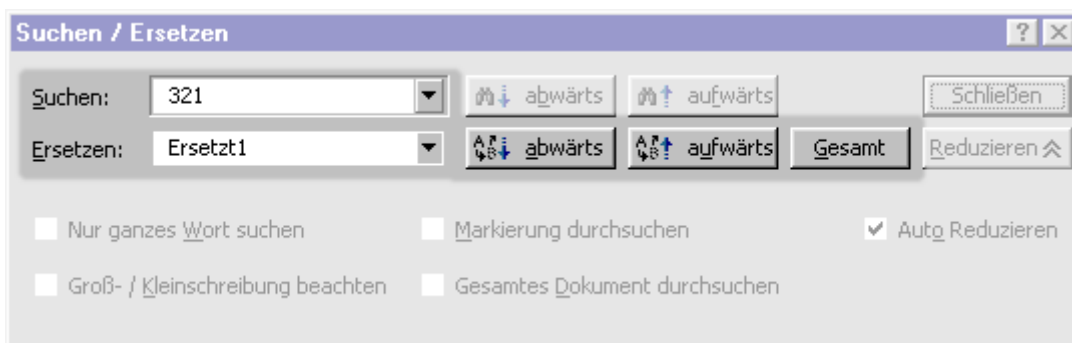 Suchen / Ersetzen ?
Suchen: 321 abwärts aufwärts Schließen
Ersetzen: Ersetzt1 abwärts aufwärts Gesamt Reduzieren
Nur ganzes Wort suchen Markierung durchsuchen Auto Reduzieren
Groß- / Kleinschreibung beachten Gesamtes Dokument durchsuchen